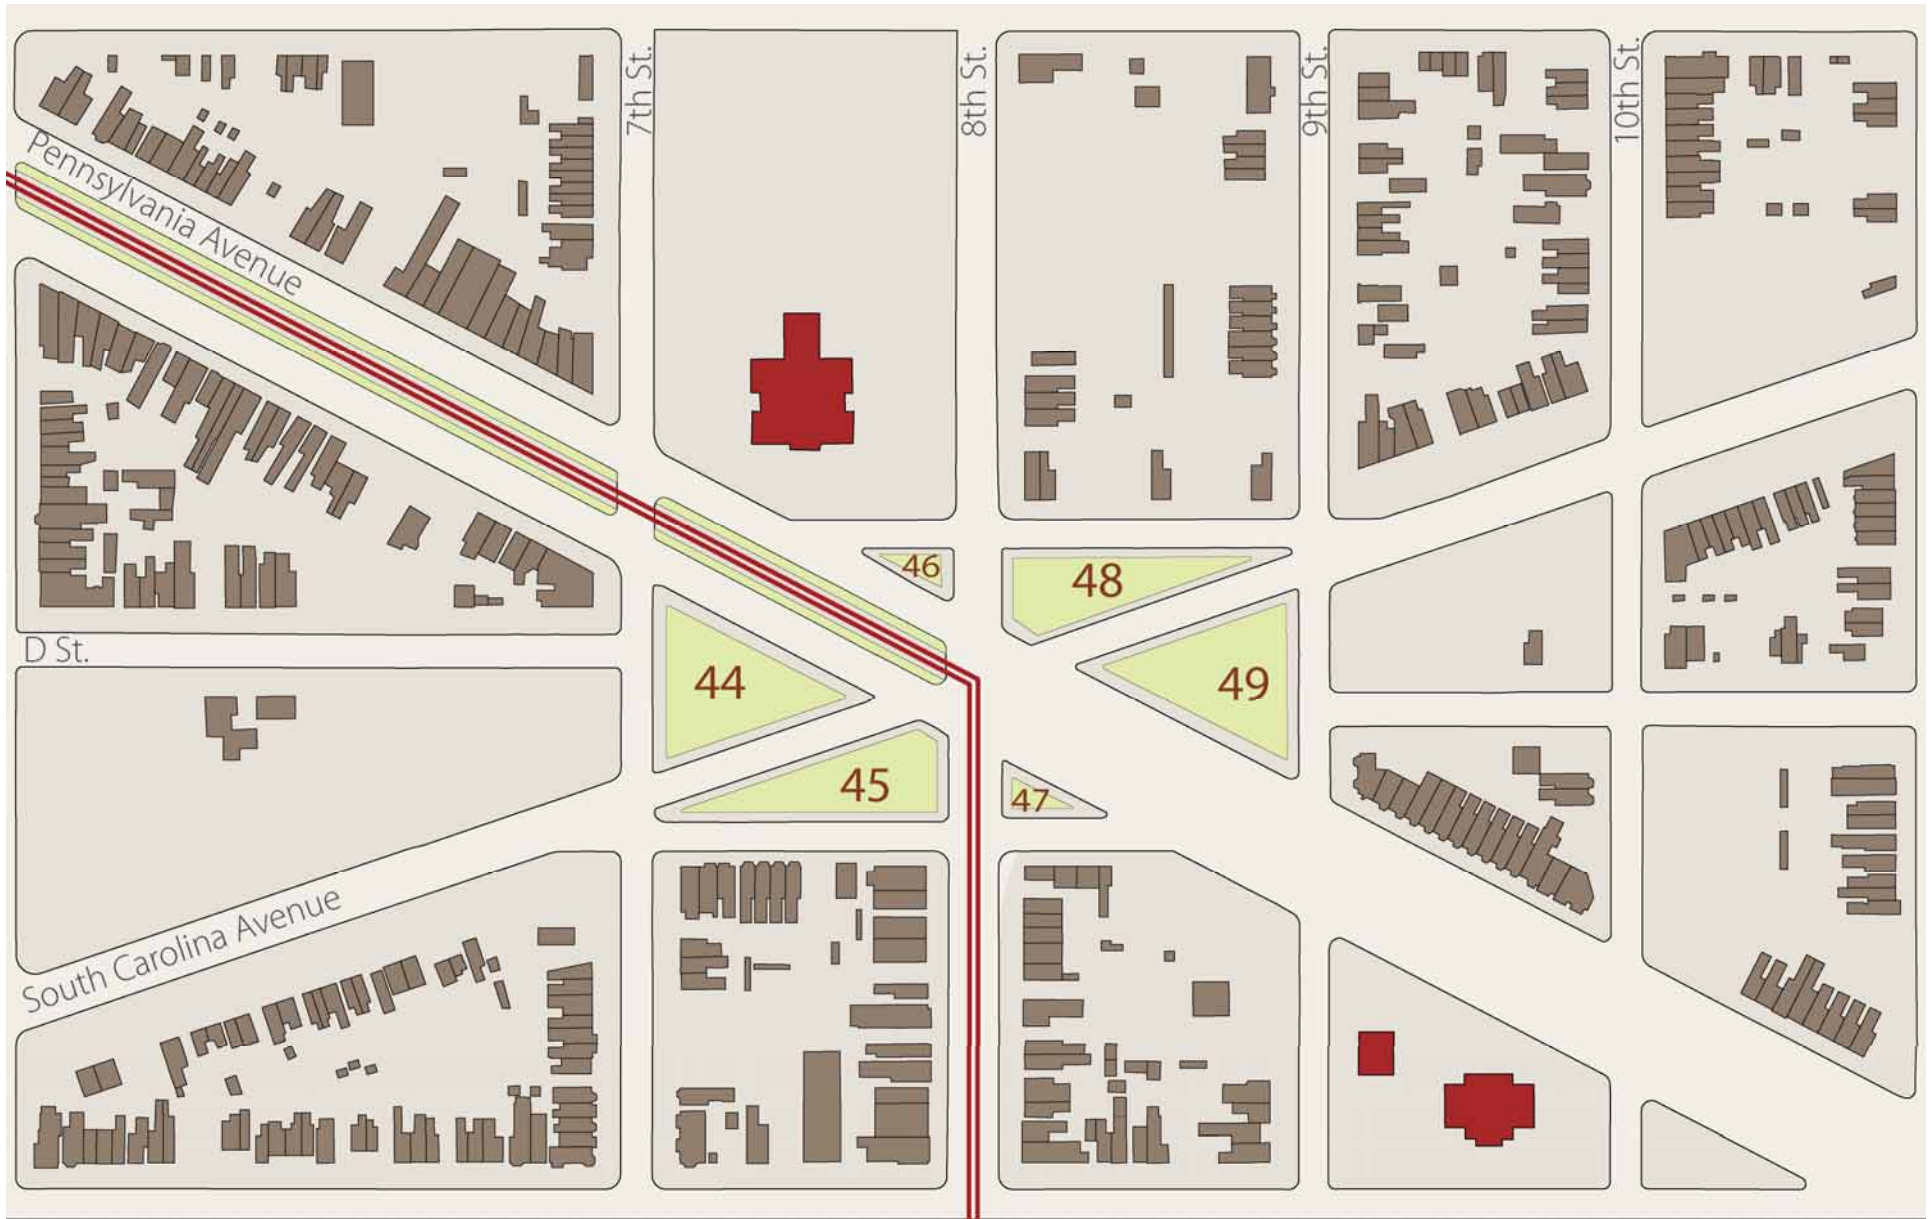 7th St.
8th St.
9th St.
10th St.
Pennsylvania Avenue
46
48
D St.
44
49
45
47
South Carolina Avenue